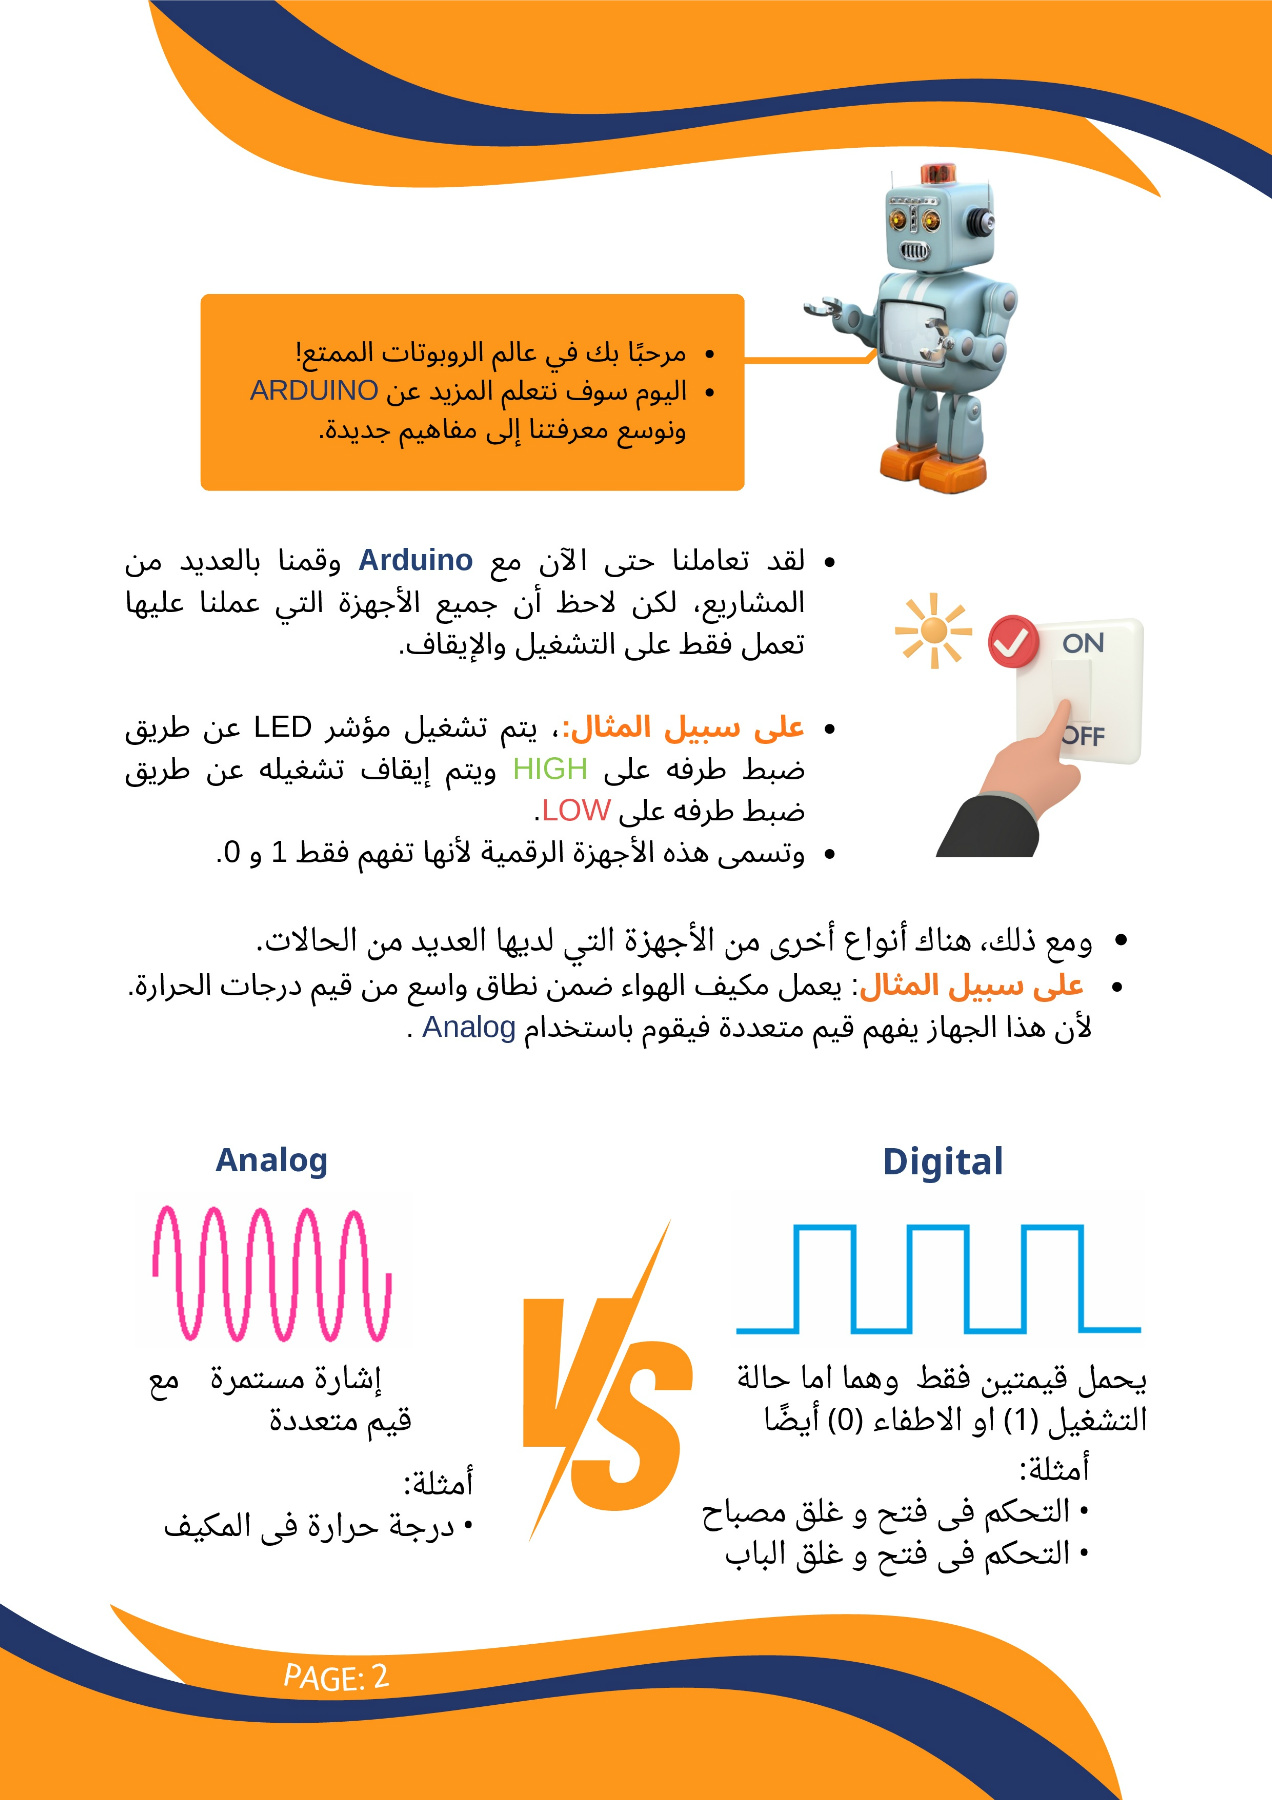 • مرحبًا بك في عالم الروبوتات الممتع!
• اليوم سوف نتعلم المزيد عن ARDUINO
ونوسع معرفتنا إلى مفاهيم جديدة.
• لقد تعاملنا حتى الآن مع Arduino وقمنا بالعديد من
المشاريع، لكن لاحظ أن جميع الأجهزة التي عملنا عليها
تعمل فقط على التشغيل والإيقاف.
ON
OFF
• على سبيل المثال:، يتم تشغيل مؤشر LED عن طريق
ضبط طرفه على HIGH ويتم إيقاف تشغيله عن طريق
ضبط طرفه على LOW.
• وتسمى هذه الأجهزة الرقمية لأنها تفهم فقط 1 و 0.
• ومع ذلك، هناك أنواع أخرى من الأجهزة التي لديها العديد من الحالات.
• على سبيل المثال: يعمل مكيف الهواء ضمن نطاق واسع من قيم درجات الحرارة.
لأن هذا الجهاز يفهم قيم متعددة فيقوم باستخدام Analog .
Digital
يحمل قيمتين فقط وهما اما حالة
التشغيل (1) او الاطفاء (0) أيضًا
أمثلة:
• التحكم فى فتح و غلق مصباح
• التحكم فى فتح و غلق الباب
VS
Analog
إشارة مستمرة مع
قيم متعددة
أمثلة:
• درجة حرارة فى المكيف
PAGE: 2